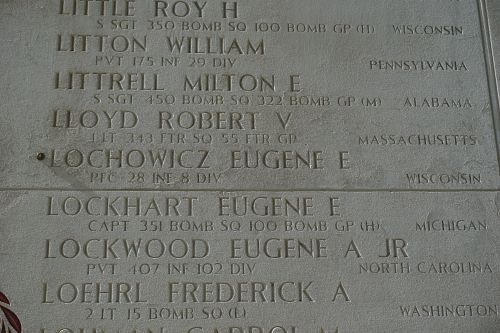 LITTLE ROY H
S SGT 350 BOMB SQ 100 BOMB GP (H) WISCONSIN
LITTON WILLIAM
PVT 175 INF 29 DIV PENNSYLVANIA
LITTRELL MILTON E
S SGT 450 BOMB SQ 322 BOMB GP (M) ALABAMA
LLOYD ROBERT V
1 LT 343 FTR SQ 55 FTR GP MASSACHUSETTS
LOCHOWICZ EUGENE E
PFC 28 INF 8 DIV WISCONSIN
LOCKHART EUGENE E
CAPT 351 BOMB SQ 100 BOMB GP (H) MICHIGAN
LOCKWOOD EUGENE A JR
PVT 407 INF 102 DIV NORTH CAROLINA
LOEHRL FREDERICK A
2 LT 15 BOMB SQ (L) WASHINGTON